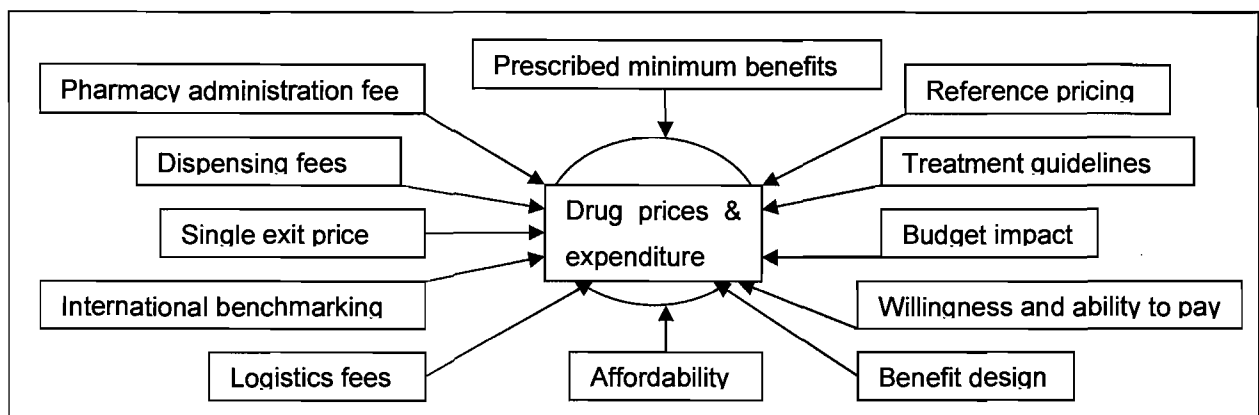 Prescribed minimum benefits
Pharmacy administration fee
Reference pricing
Dispensing fees
Treatment guidelines
Drug prices &
expenditure
Single exit price
Budget impact
International benchmarking
Willingness and ability to pay
Logistics fees
Affordability
Benefit design